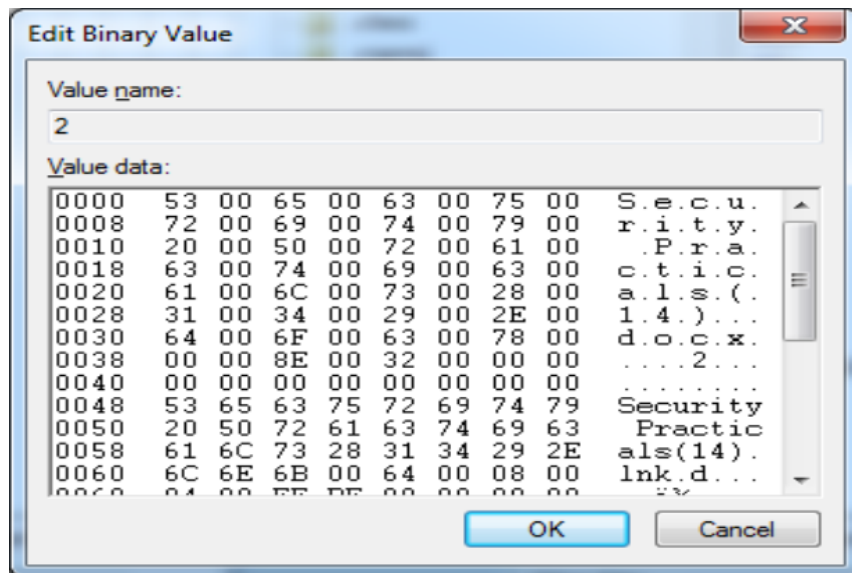 Edit Binary Value
Value name:
2
Value data:
0000 53 00 65 00 63 00 75 00 S.e.c.u.
0008 72 00 69 00 74 00 79 00 r.i.t.y.
0010 20 00 50 00 72 00 61 00 .P.r.a.
0018 63 00 74 00 69 00 63 00 c.t.i.c.
0020 61 00 6C 00 73 00 28 00 a.l.s.(.
0028 31 00 34 00 29 00 2E 00 1.4.)...
0030 64 00 6F 00 63 00 78 00 d.o.c.x.
0038 00 00 8E 00 32 00 00 00 ....2...
0040 00 00 00 00 00 00 00 00 ........
0048 53 65 63 75 72 69 74 79 Security
0050 20 50 72 61 63 74 69 63 Practic
0058 61 6C 73 28 31 34 29 2E als(14).
0060 6C 6E 6B 00 64 00 08 00 lnk.d...
OK Cancel